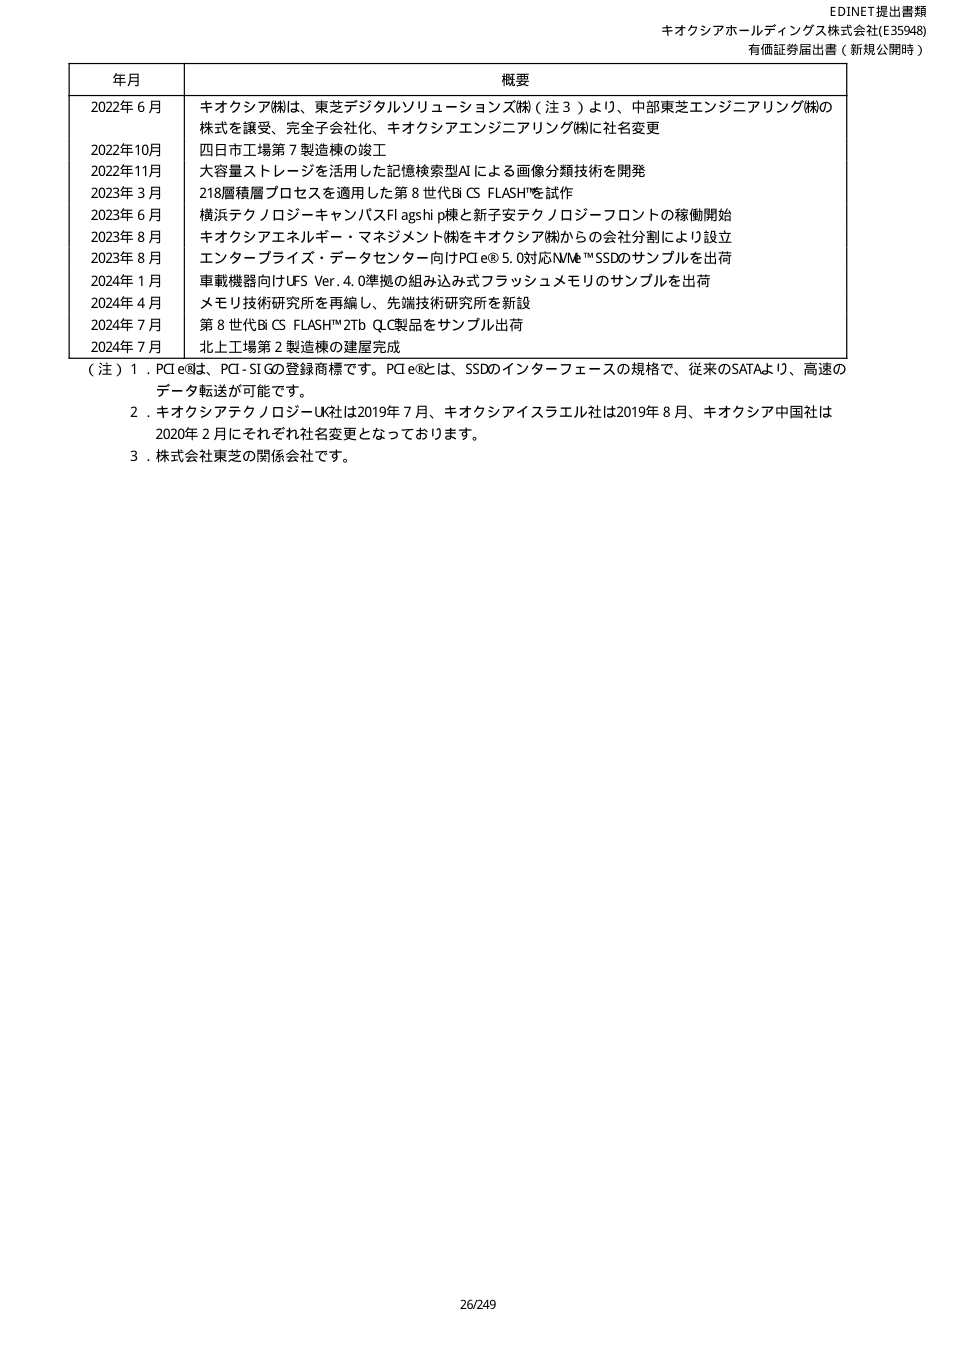 EDINET提出書類
キオクシアホールディングス株式会社(E35948)
有価証券届出書（新規公開時）
年月 概要
2022年６月 キオクシア㈱は、東芝デジタルソリューションズ㈱（注３）より、中部東芝エンジニアリング㈱の
株式を譲受、完全子会社化、キオクシアエンジニアリング㈱に社名変更
2022年10月 四日市工場第７製造棟の竣工
2022年11月 大容量ストレージを活用した記憶検索型AIによる画像分類技術を開発
2023年３月 218層積層プロセスを適用した第８世代BiCS FLASH™を試作
2023年６月 横浜テクノロジーキャンパスFlagship棟と新子安テクノロジーフロントの稼働開始
2023年８月 キオクシアエネルギー・マネジメント㈱をキオクシア㈱からの会社分割により設立
2023年８月 エンタープライズ・データセンター向けPCIe® 5.0対応NVMe™ SSDのサンプルを出荷
2024年１月 車載機器向けUFS Ver.4.0準拠の組み込み式フラッシュメモリのサンプルを出荷
2024年４月 メモリ技術研究所を再編し、先端技術研究所を新設
2024年７月 第８世代BiCS FLASH™ 2Tb QLC製品をサンプル出荷
2024年７月 北上工場第２製造棟の建屋完成
（注）１．PCIe®は、PCI-SIGの登録商標です。PCIe®とは、SSDのインターフェースの規格で、従来のSATAより、高速の
データ転送が可能です。
２．キオクシアテクノロジーUK社は2019年７月、キオクシアイスラエル社は2019年８月、キオクシア中国社は
2020年２月にそれぞれ社名変更となっております。
３．株式会社東芝の関係会社です。
26/249